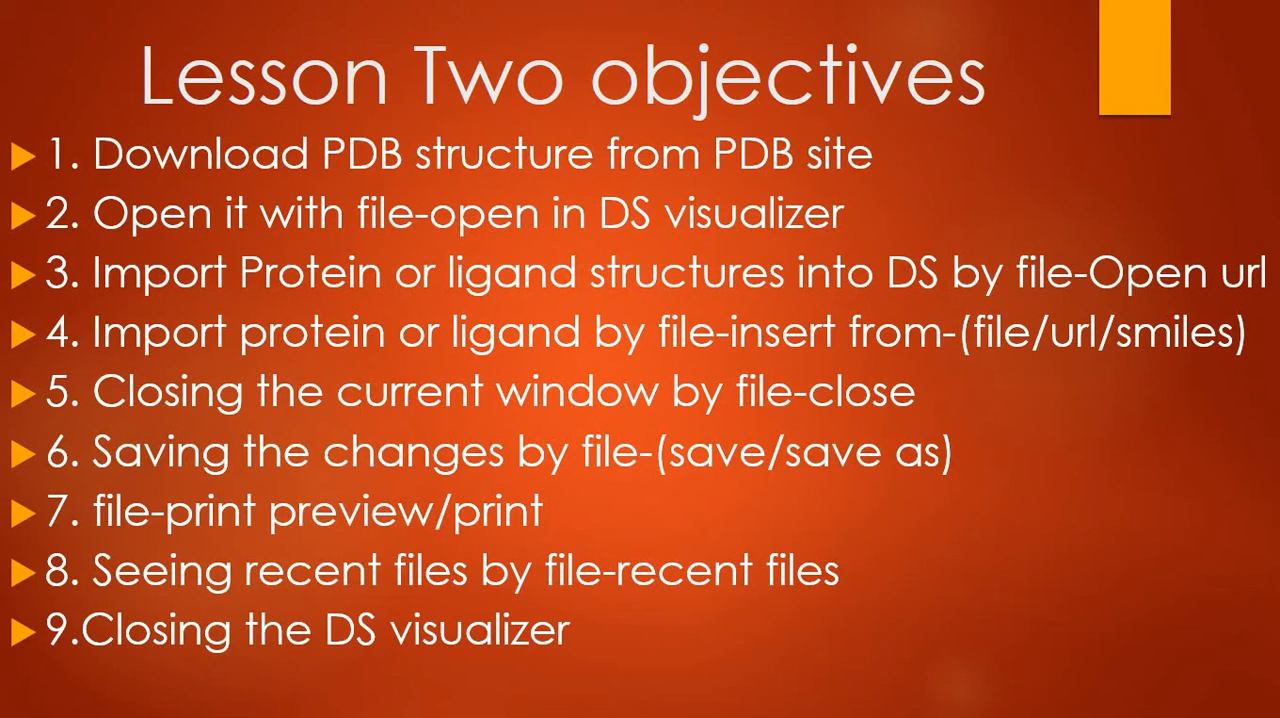 Lesson Two objectives
1. Download PDB structure from PDB site
2. Open it with file-open in DS visualizer
3. Import Protein or ligand structures into DS by file-Open url
4. Import protein or ligand by file-insert from-(file/url/smiles)
5. Closing the current window by file-close
6. Saving the changes by file-(save/save as)
7. file-print preview/print
8. Seeing recent files by file-recent files
9.Closing the DS visualizer